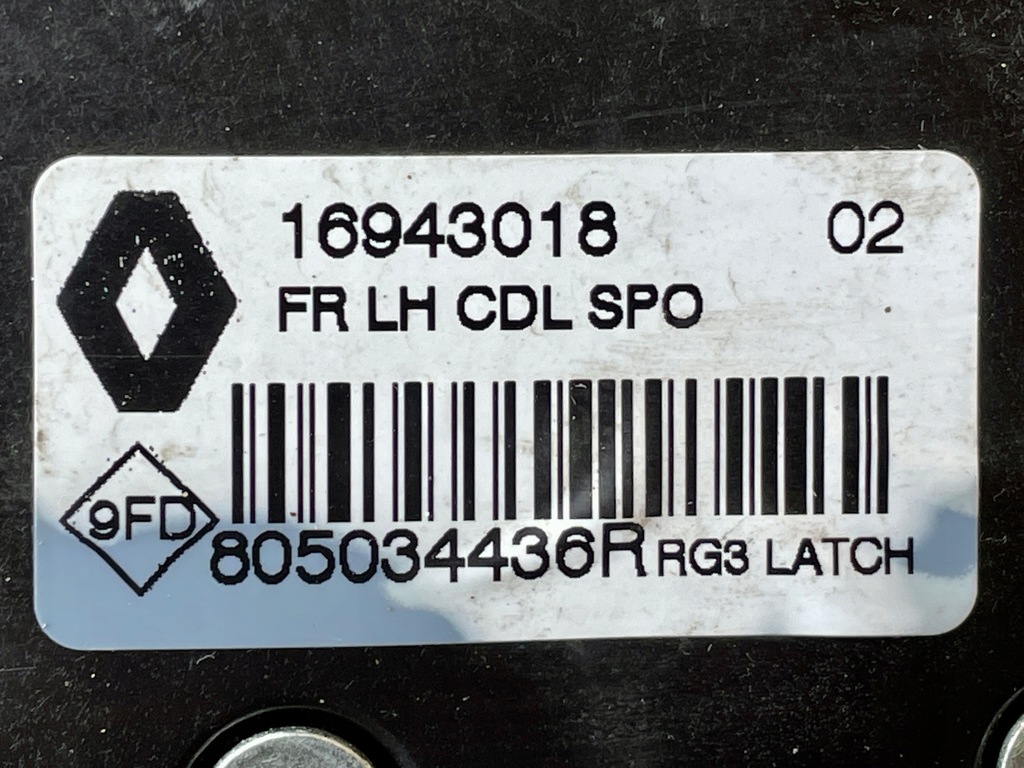 16943018 02
FR LH CDL SPO
9FD
805034436R RG3 LATCH